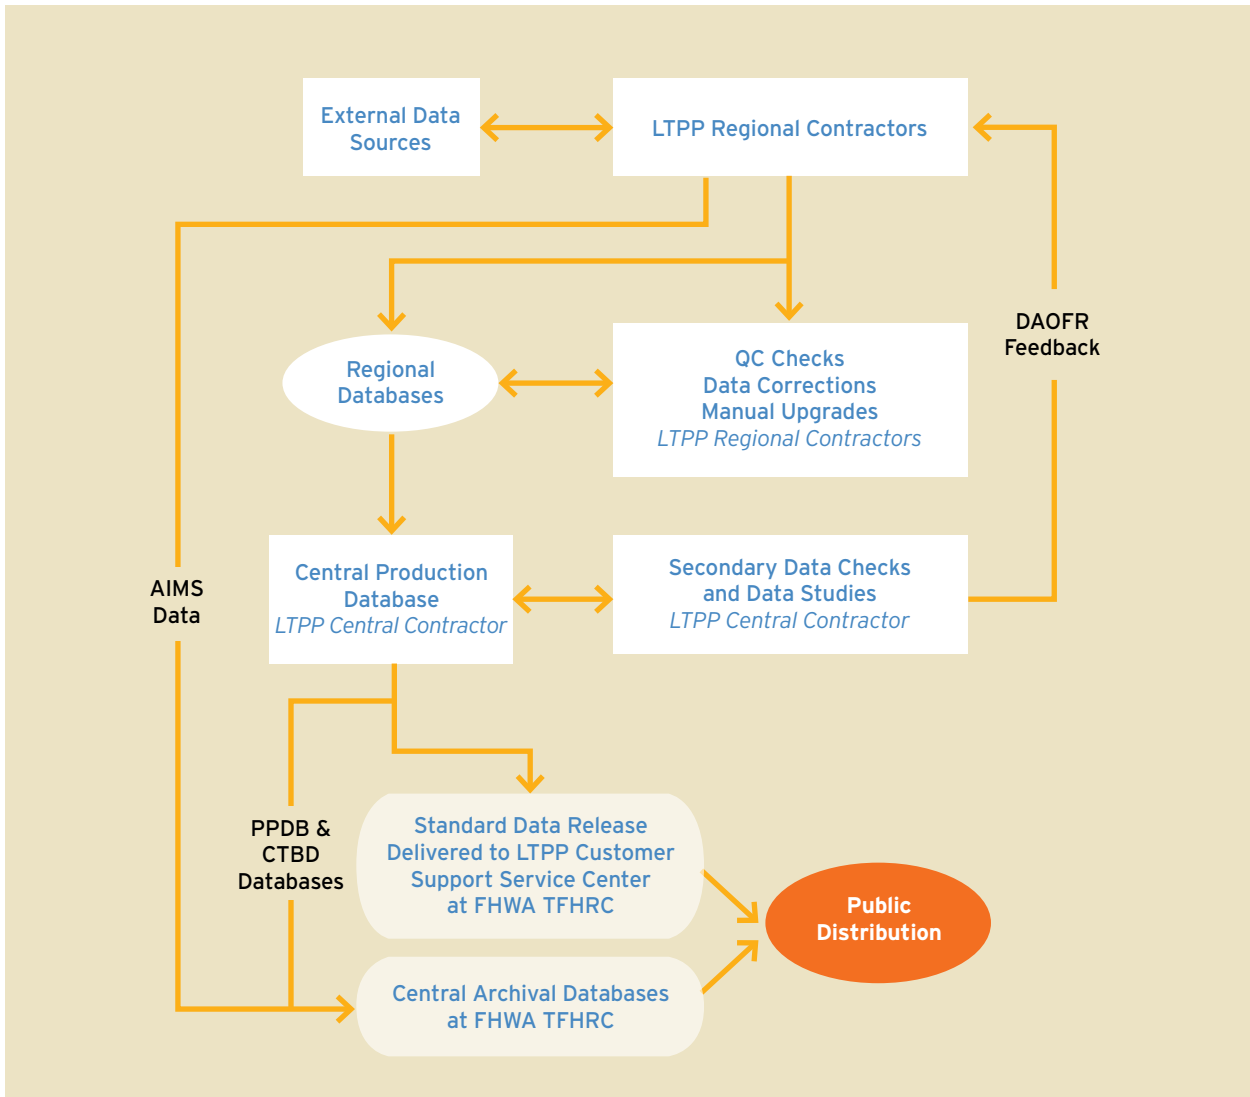 External Data
Sources
LTPP Regional Contractors
DAOFR
Feedback
Regional
Databases
QC Checks
Data Corrections
Manual Upgrades
LTPP Regional Contractors
AIMS
Data
Central Production
Database
LTPP Central Contractor
Secondary Data Checks
and Data Studies
LTPP Central Contractor
PPDB &
CTBD
Databases
Standard Data Release
Delivered to LTPP Customer
Support Service Center
at FHWA TFHRC
Public
Distribution
Central Archival Databases
at FHWA TFHRC